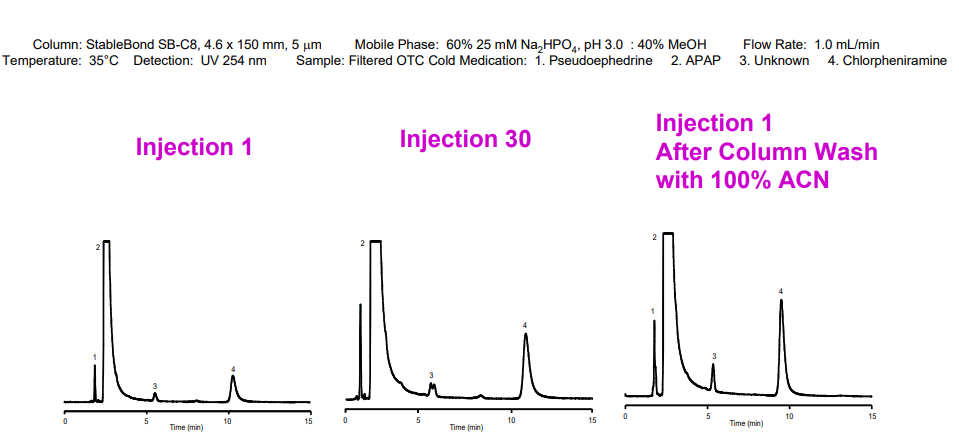 Column: StableBond SB-C8, 4.6 x 150 mm, 5 μm Mobile Phase: 60% 25 mM Na₂HPO₄, pH 3.0 : 40% MeOH Flow Rate: 1.0 mL/min
Temperature: 35°C Detection: UV 254 nm Sample: Filtered OTC Cold Medication: 1. Pseudoephedrine 2. APAP 3. Unknown 4. Chlorpheniramine
Injection 1
2
1
3
4
0 5 10 15
Time (min)
Injection 30
2
3
4
0 5 10 15
Time (min)
Injection 1
After Column Wash
with 100% ACN
2
1
3
4
0 5 10 15
Time (min)